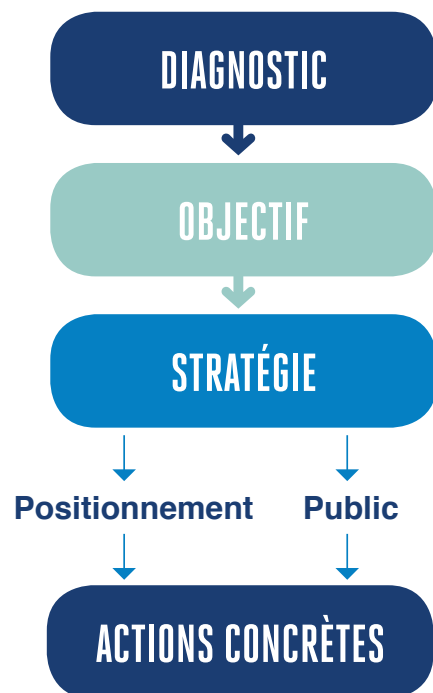 DIAGNOSTIC
OBJECTIF
STRATÉGIE
Positionnement Public
ACTIONS CONCRÈTES